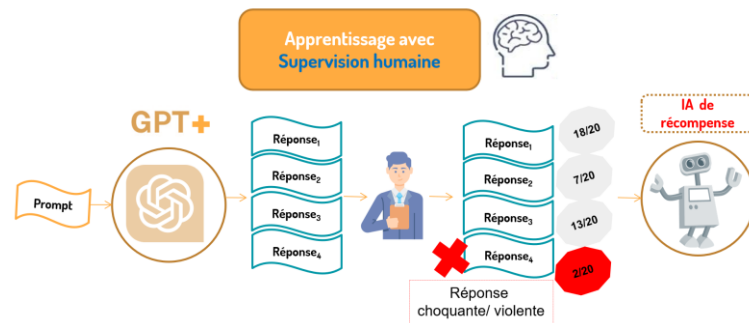 Apprentissage avec
Supervision humaine
GPT+
Prompt
Réponse₁
Réponse₂
Réponse₃
Réponse₄
Réponse₁
Réponse₂
Réponse₃
Réponse₄
18/20
7/20
13/20
2/20
Réponse
choquante/ violente
IA de
récompense